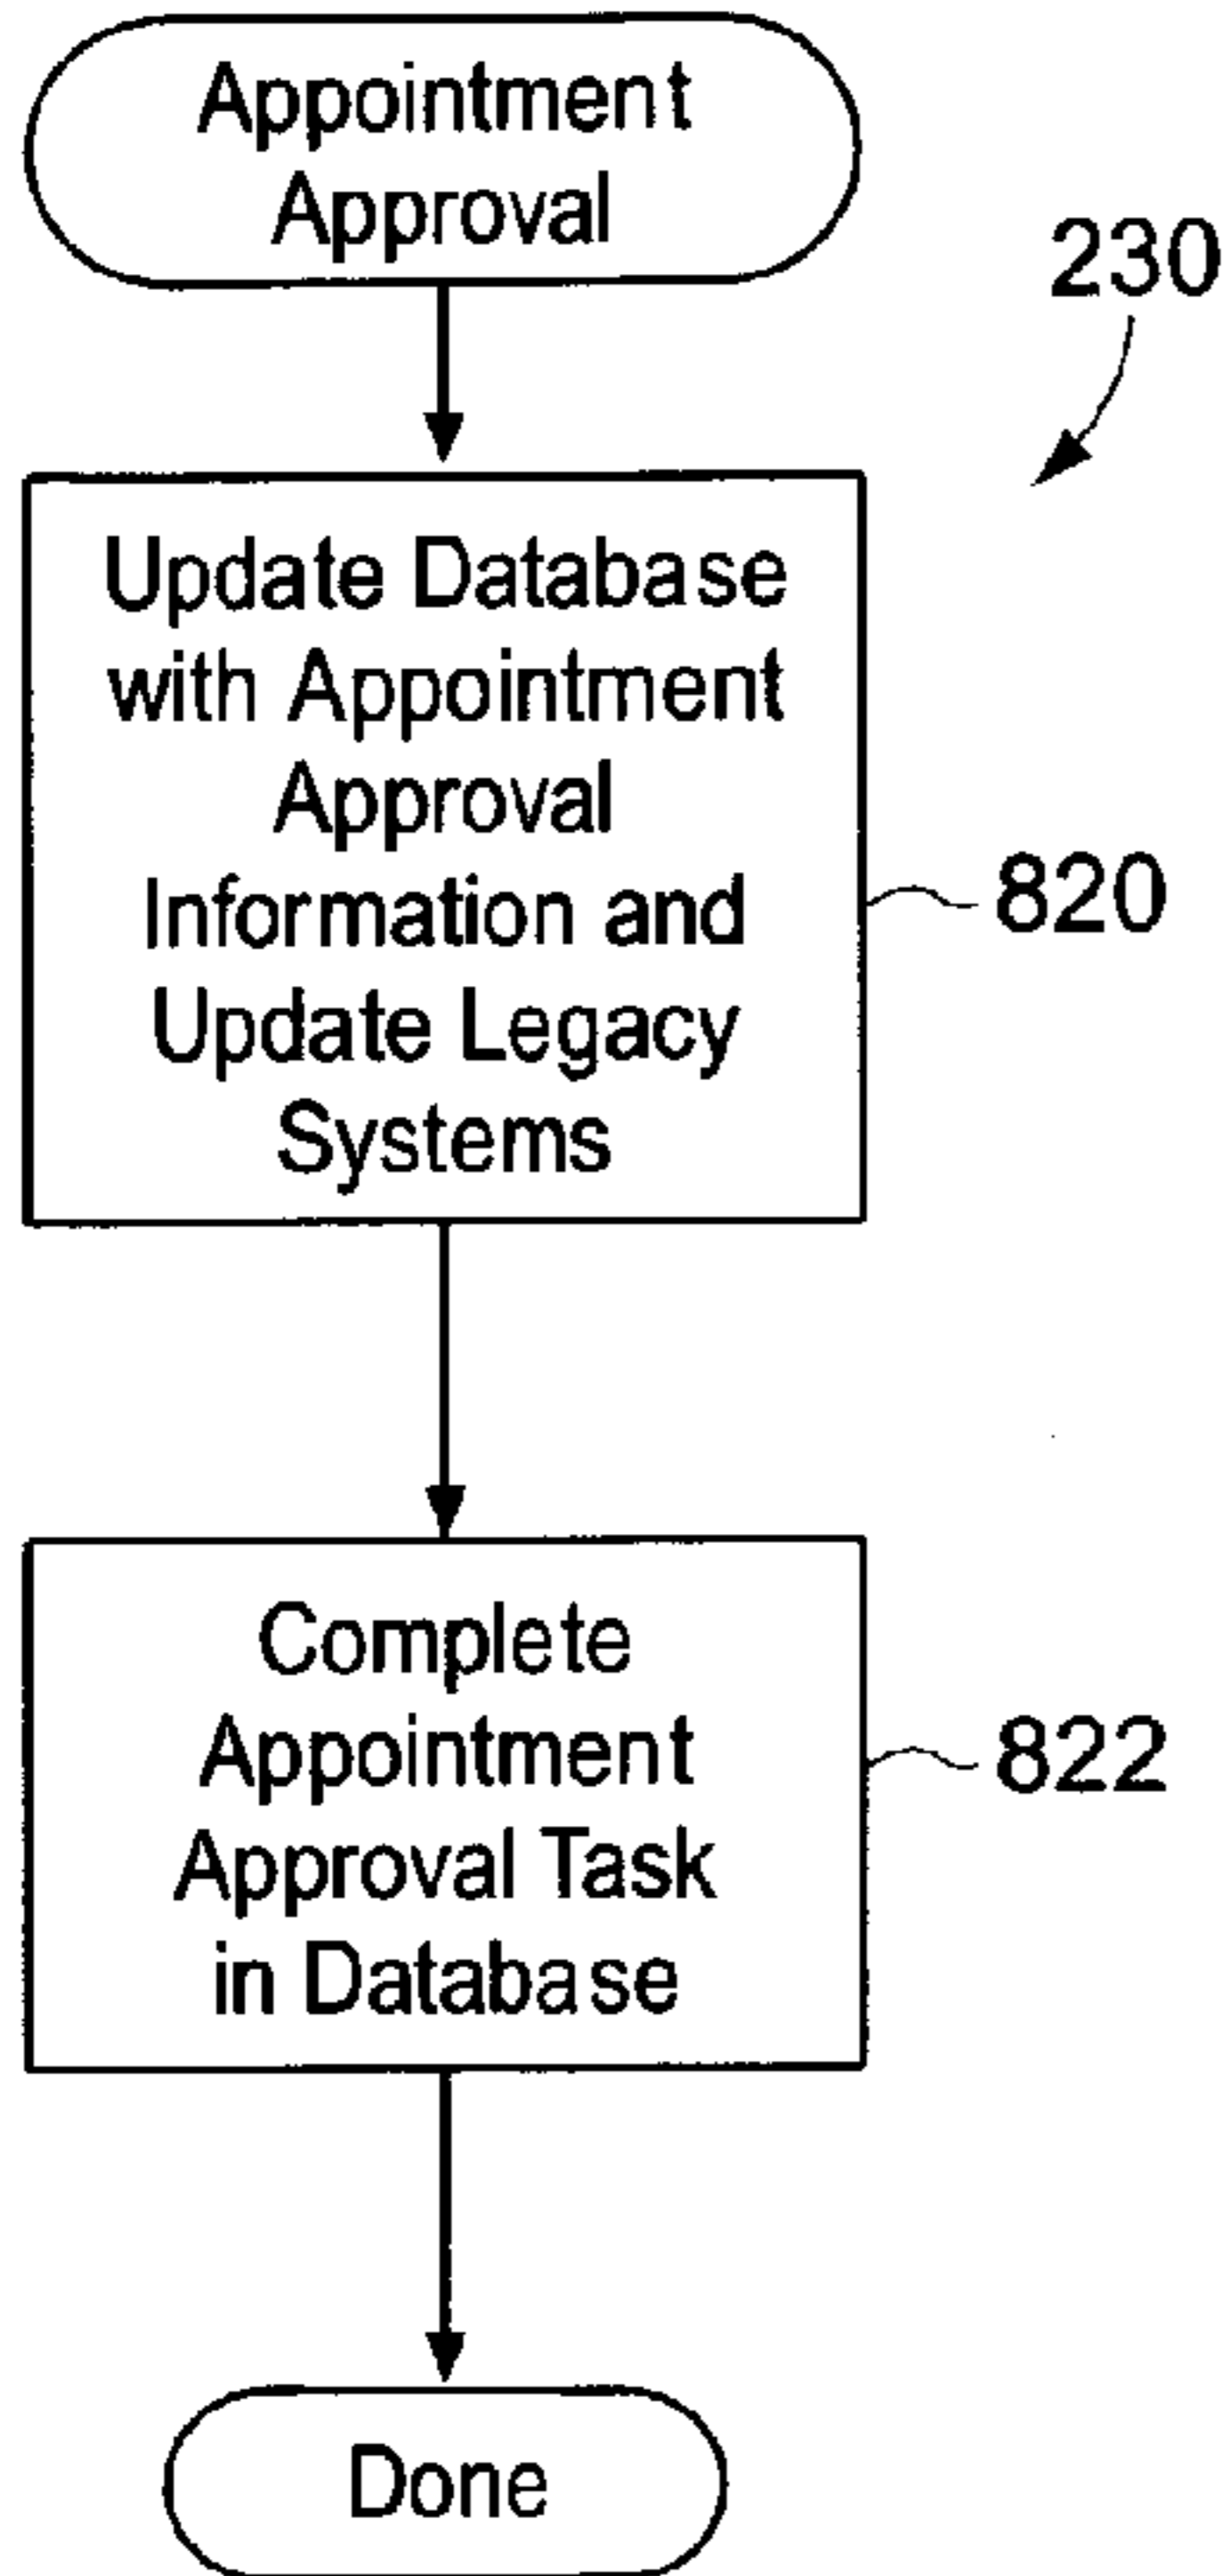 Appointment
Approval
230
Update Database
with Appointment
Approval
Information and
Update Legacy
Systems
820
Complete
Appointment
Approval Task
in Database
822
Done